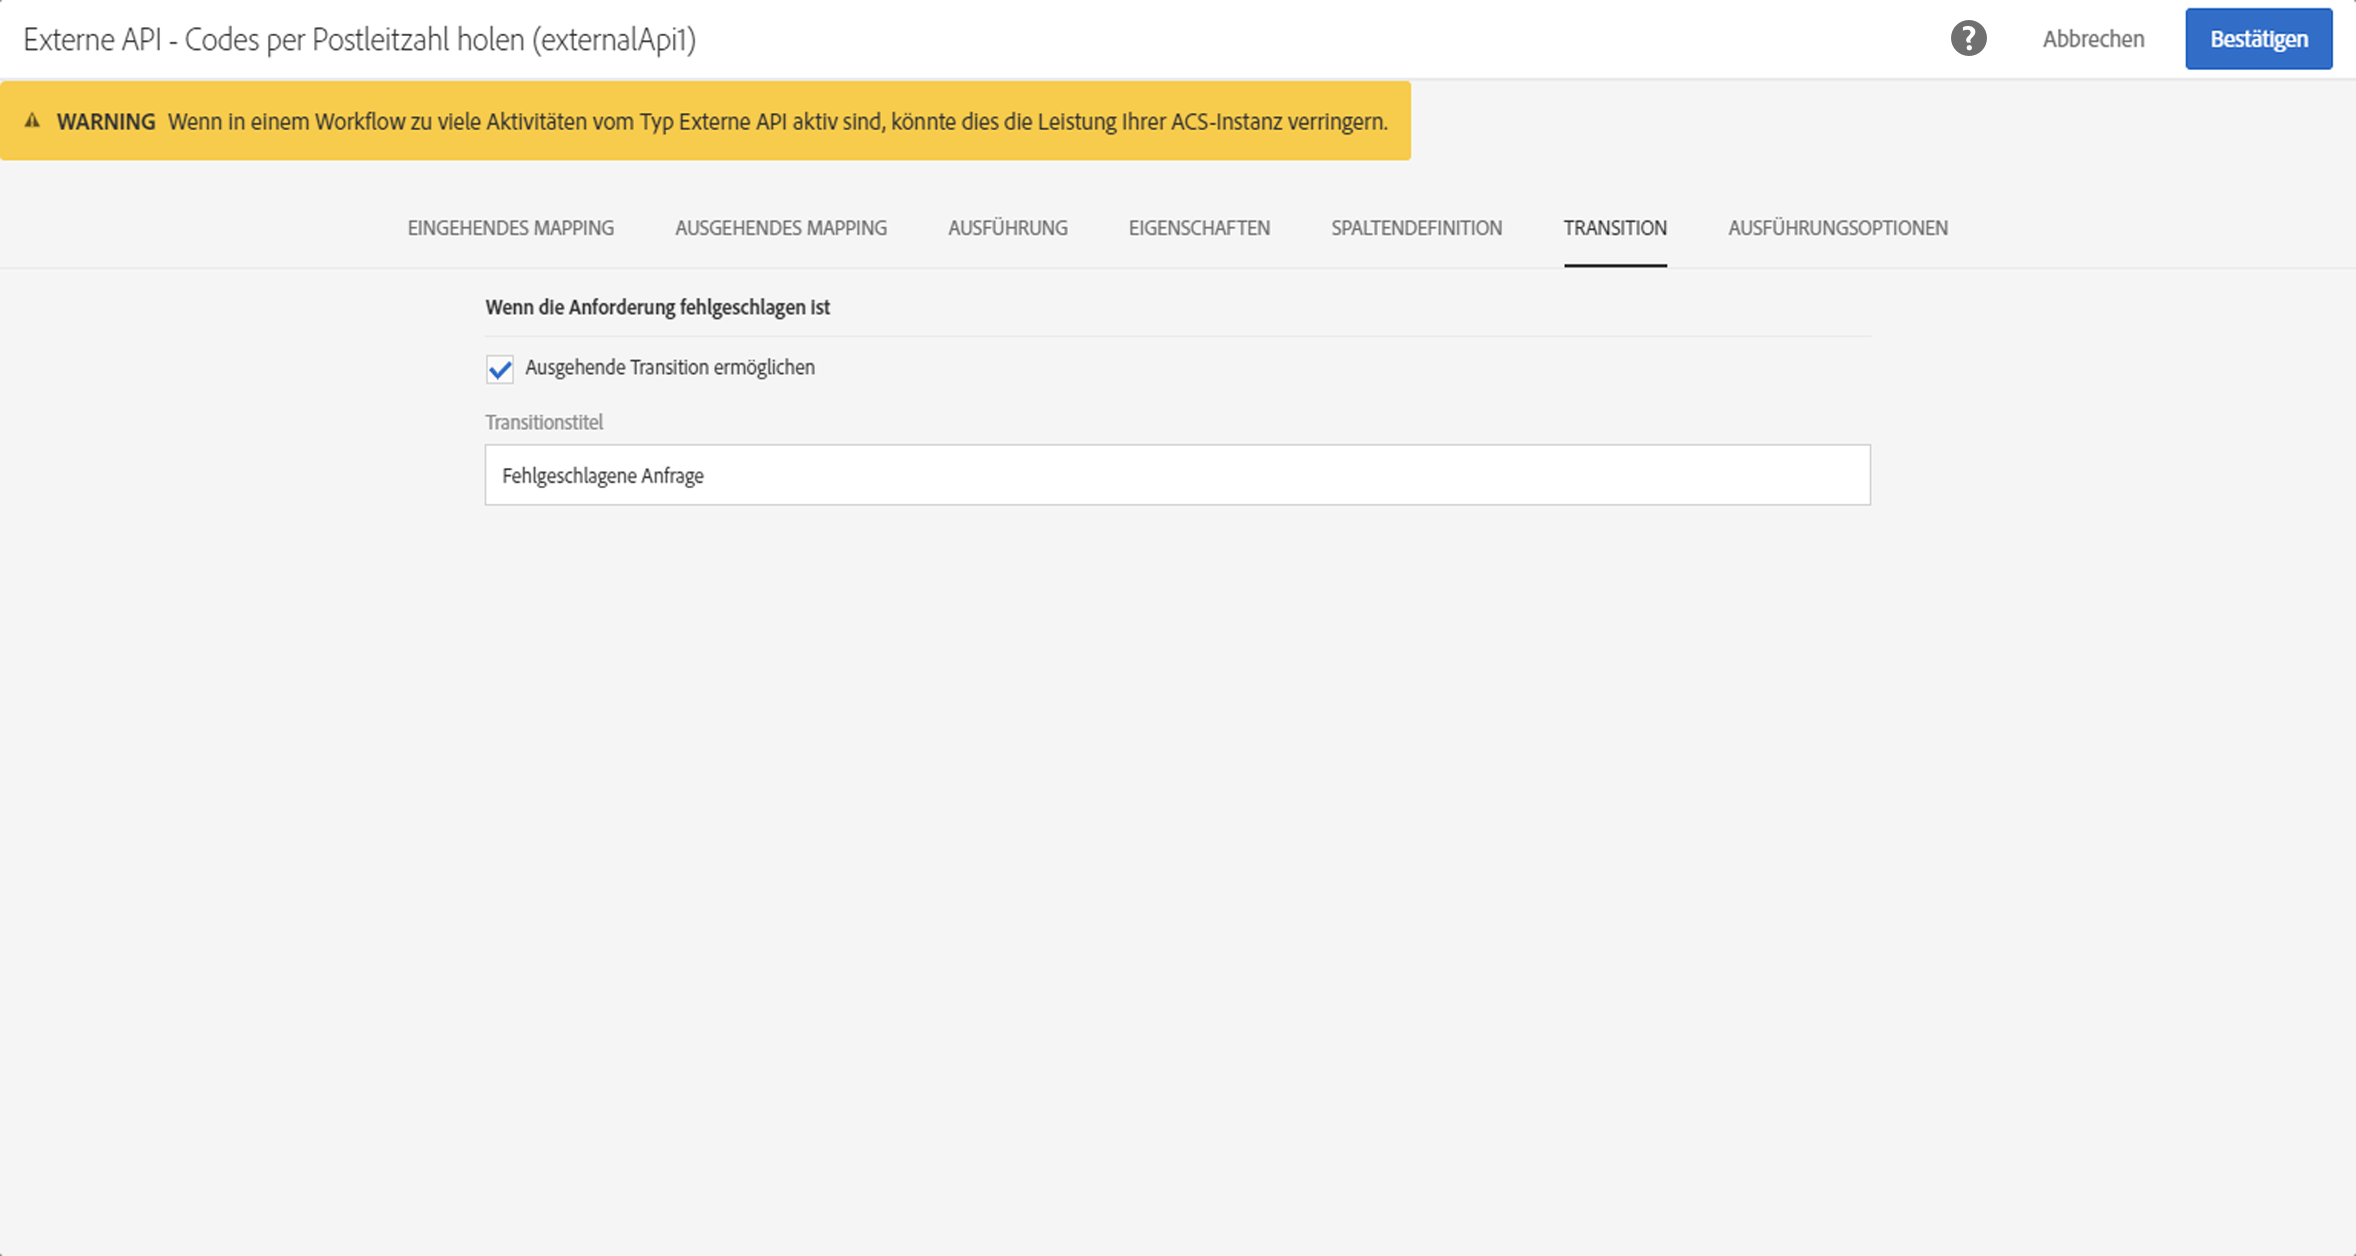 Externe API - Codes per Postleitzahl holen (externalApi1)
?
Abbrechen
Bestätigen
WARNING Wenn in einem Workflow zu viele Aktivitäten vom Typ Externe API aktiv sind, könnte dies die Leistung Ihrer ACS-Instanz verringern.
EINGEHENDES MAPPING
AUSGEHENDES MAPPING
AUSFÜHRUNG
EIGENSCHAFTEN
SPALTENDEFINITION
TRANSITION
AUSFÜHRUNGSOPTIONEN
Wenn die Anforderung fehlgeschlagen ist
Ausgehende Transition ermöglichen
Transitionstitel
Fehlgeschlagene Anfrage